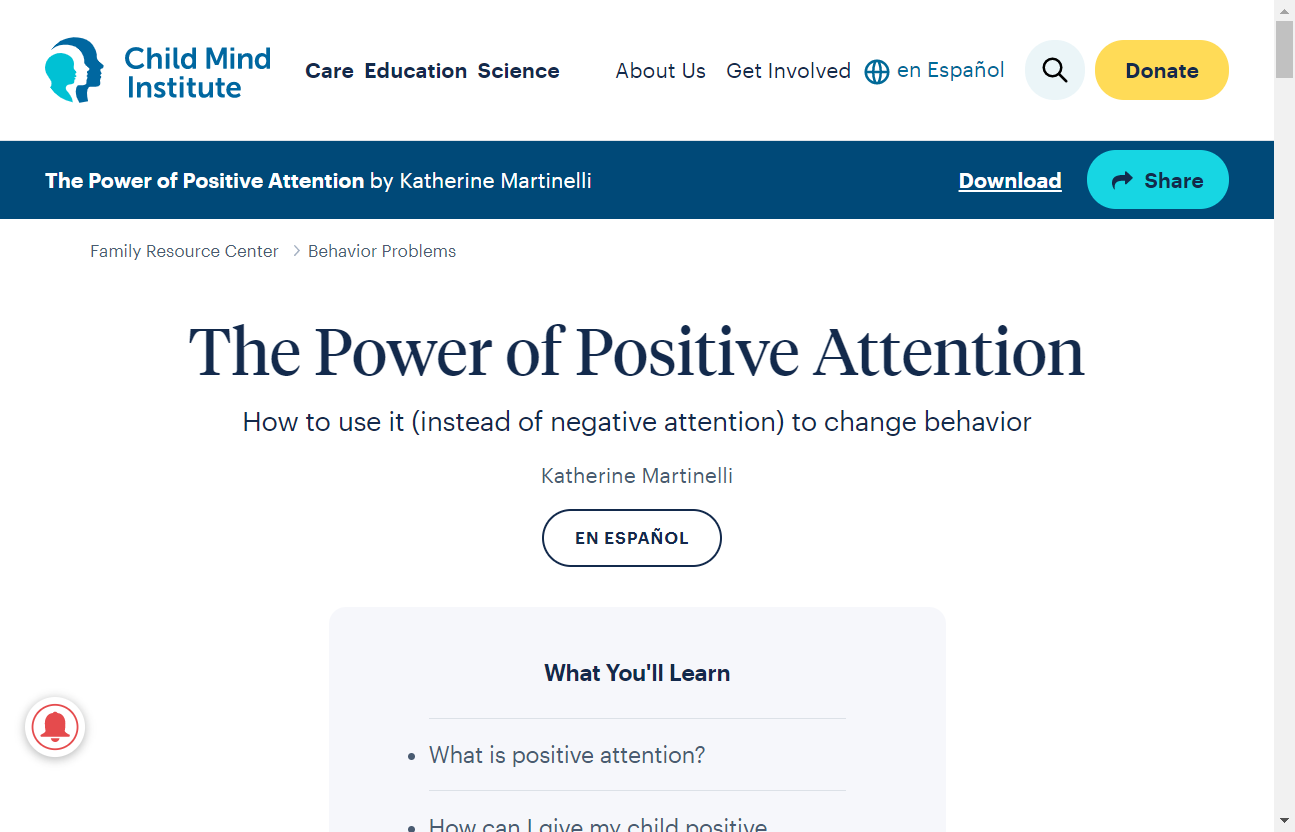 Child Mind
Institute
Care Education Science
About Us Get Involved en Español
Donate
The Power of Positive Attention by Katherine Martinelli
Download
Share
Family Resource Center Behavior Problems
The Power of Positive Attention
How to use it (instead of negative attention) to change behavior
Katherine Martinelli
EN ESPAÑOL
What You'll Learn
• What is positive attention?
• How can I give my child positive